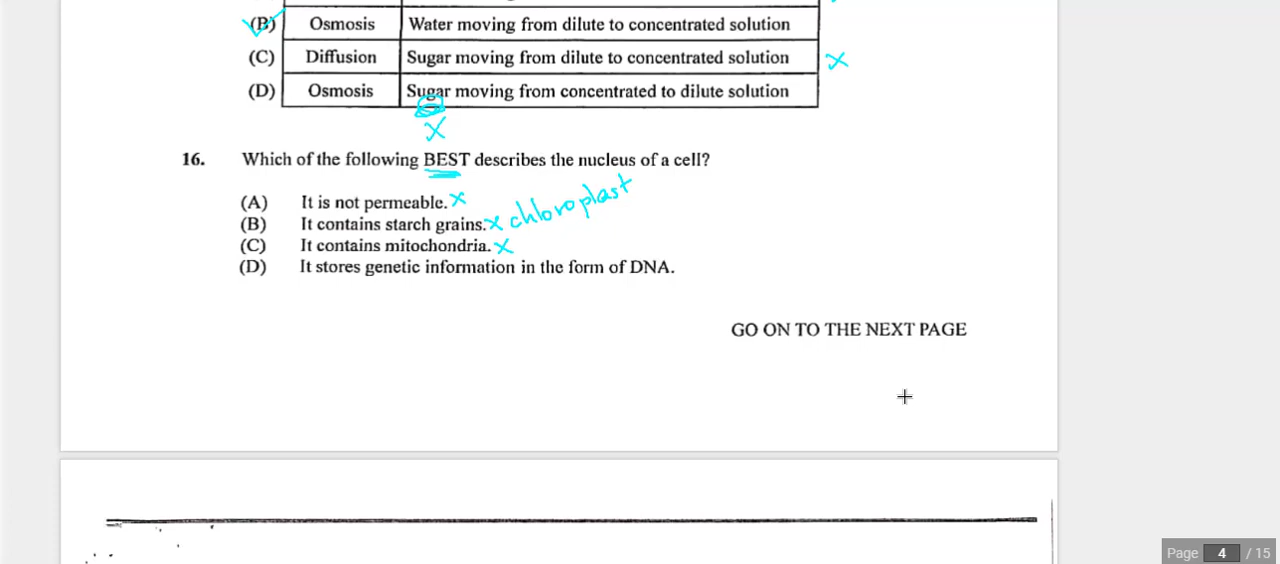 (B) Osmosis Water moving from dilute to concentrated solution
(C) Diffusion Sugar moving from dilute to concentrated solution X
(D) Osmosis Sugar moving from concentrated to dilute solution
X
16. Which of the following BEST describes the nucleus of a cell?
(A) It is not permeable. X
(B) It contains starch grains. X chloroplast
(C) It contains mitochondria. X
(D) It stores genetic information in the form of DNA.
GO ON TO THE NEXT PAGE
Page 4 / 15